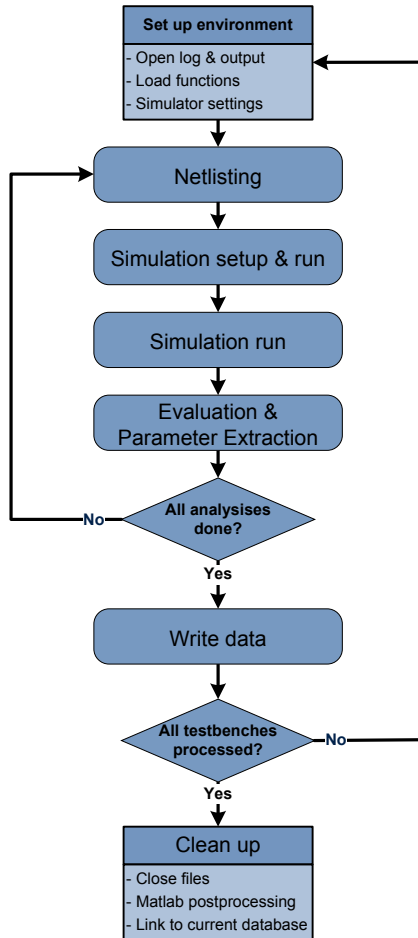 Set up environment
- Open log & output
- Load functions
- Simulator settings
Netlisting
Simulation setup & run
Simulation run
Evaluation &
Parameter Extraction
All analysises
done?
No
Yes
Write data
All testbenches
processed?
No
Yes
Clean up
- Close files
- Matlab postprocessing
- Link to current database